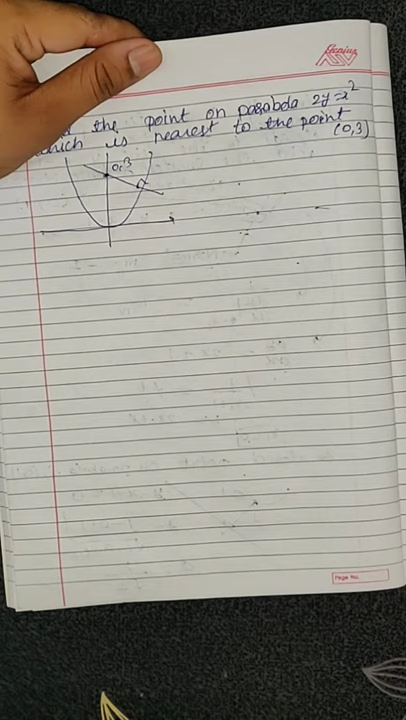 the point on parabola 2y=x²
which is nearest to the point
(0,3)
0,3
Page No.